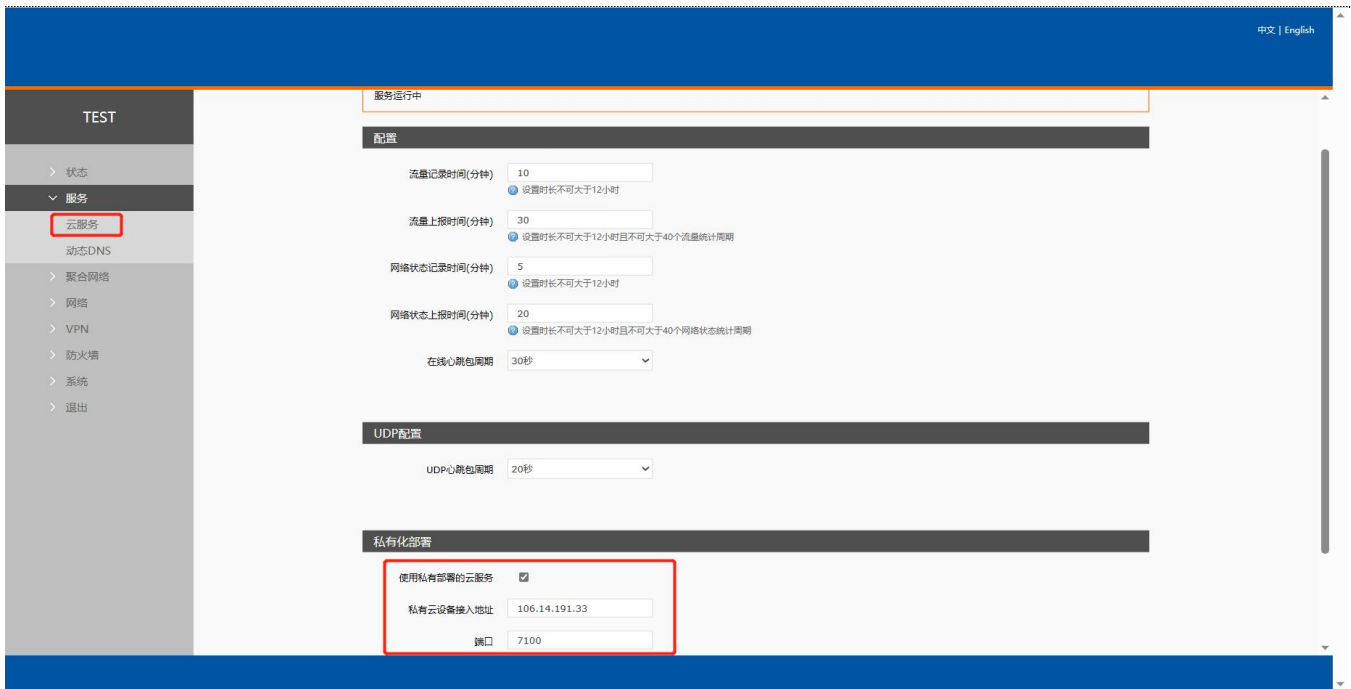 中文 | English
TEST
状态
服务
云服务
动态DNS
聚合网络
网络
VPN
防火墙
系统
退出
服务运行中
配置
流量记录时间(分钟) 10
设置时长不可大于12小时
流量上报时间(分钟) 30
设置时长不可大于12小时且不可大于40个流量统计周期
网络状态记录时间(分钟) 5
设置时长不可大于12小时
网络状态上报时间(分钟) 20
设置时长不可大于12小时且不可大于40个网络状态统计周期
在线心跳包周期 30秒
UDP配置
UDP心跳包周期 20秒
私有化部署
使用私有部署的云服务
私有云设备接入地址 106.14.191.33
端口 7100